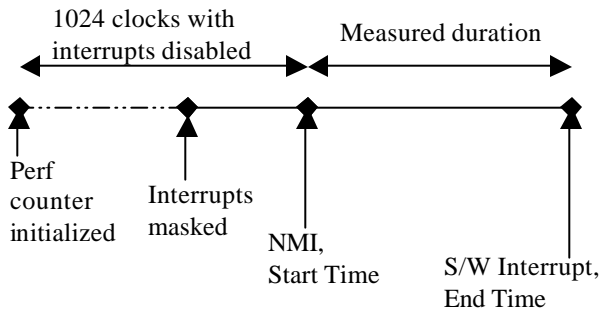 1024 clocks with
interrupts disabled
Measured duration
Perf
counter
initialized
Interrupts
masked
NMI,
Start Time
S/W Interrupt,
End Time